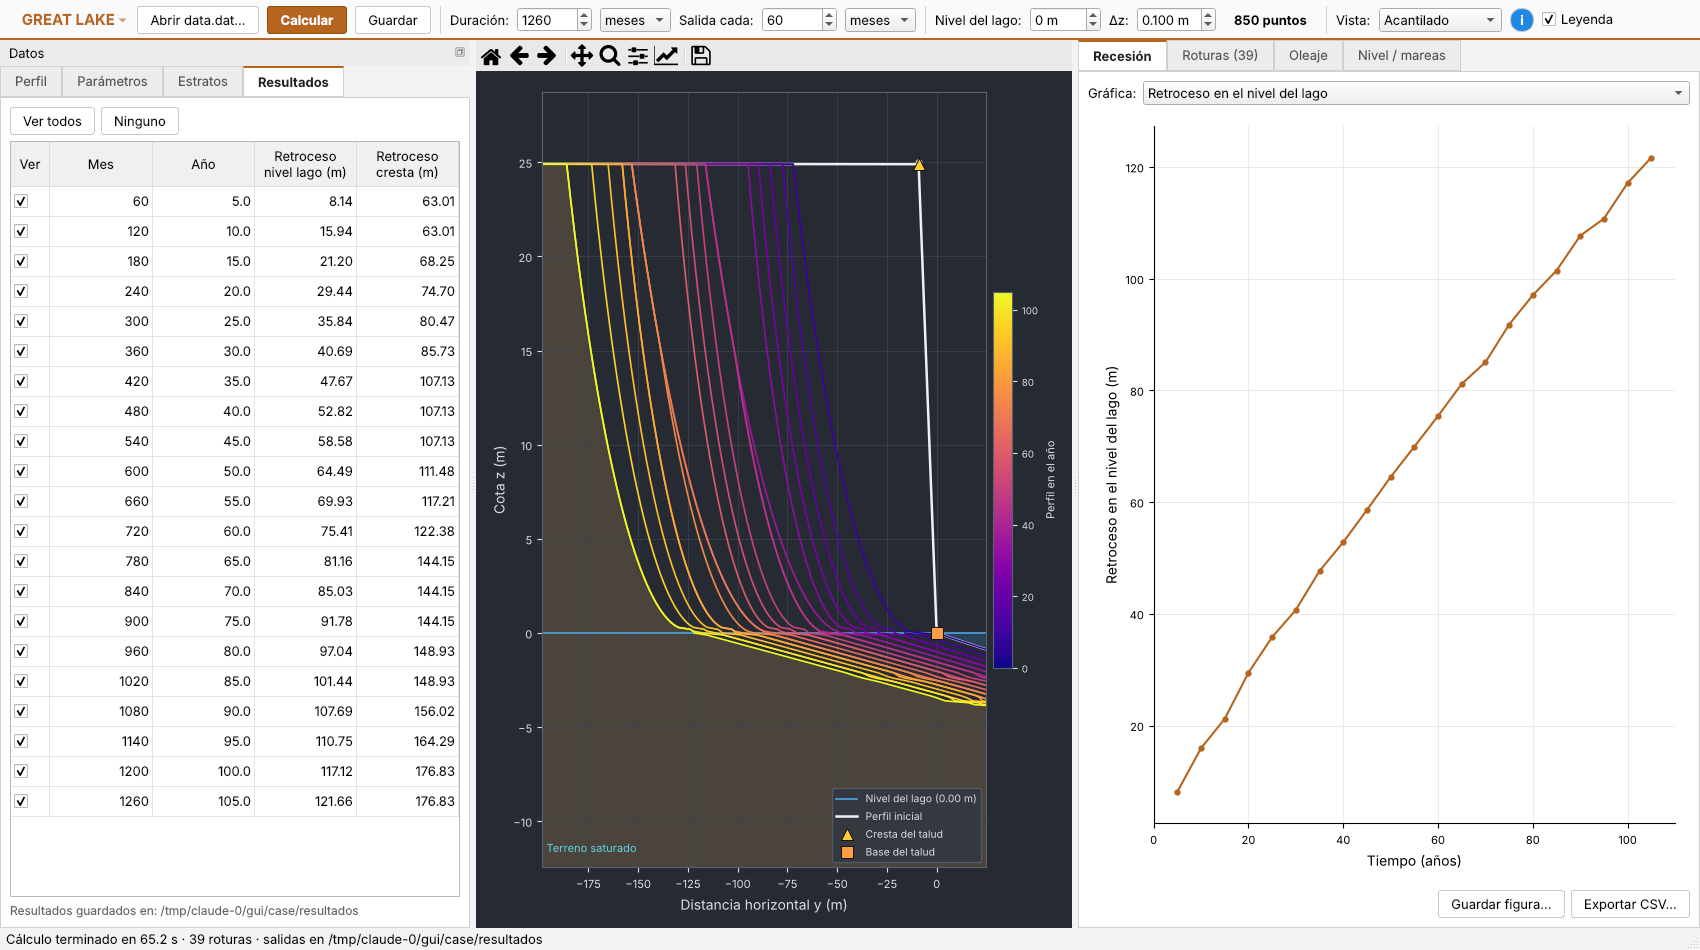 GREAT LAKE
Abrir data.dat...
Calcular
Guardar
Duración: 1260 meses
Salida cada: 60 meses
Nivel del lago: 0 m
Δz: 0.100 m
850 puntos
Vista: Acantilado
i
Leyenda
Datos
Perfil Parámetros Estratos Resultados
Ver todos Ninguno
Ver Mes Año Retroceso nivel lago (m) Retroceso cresta (m)
60 5.0 8.14 63.01
120 10.0 15.94 63.01
180 15.0 21.20 68.25
240 20.0 29.44 74.70
300 25.0 35.84 80.47
360 30.0 40.69 85.73
420 35.0 47.67 107.13
480 40.0 52.82 107.13
540 45.0 58.58 107.13
600 50.0 64.49 111.48
660 55.0 69.93 117.21
720 60.0 75.41 122.38
780 65.0 81.16 144.15
840 70.0 85.03 144.15
900 75.0 91.78 144.15
960 80.0 97.04 148.93
1020 85.0 101.44 148.93
1080 90.0 107.69 156.02
1140 95.0 110.75 164.29
1200 100.0 117.12 176.83
1260 105.0 121.66 176.83
Resultados guardados en: /tmp/claude-0/gui/case/resultados
Cota z (m)
25
20
15
10
5
0
−5
−10
−175 −150 −125 −100 −75 −50 −25 0
Distancia horizontal y (m)
Terreno saturado
Nivel del lago (0.00 m)
Perfil inicial
Cresta del talud
Base del talud
100
80
60
40
20
0
Perfil en el año
Recesión Roturas (39) Oleaje Nivel / mareas
Gráfica: Retroceso en el nivel del lago
Retroceso en el nivel del lago (m)
120
100
80
60
40
20
0 20 40 60 80 100
Tiempo (años)
Guardar figura... Exportar CSV...
Cálculo terminado en 65.2 s · 39 roturas · salidas en /tmp/claude-0/gui/case/resultados